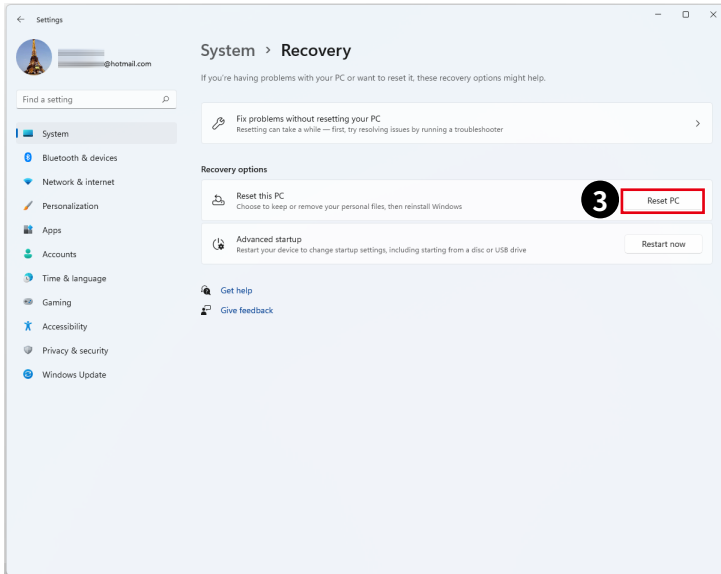 Settings
@hotmail.com
Find a setting
System
Bluetooth & devices
Network & internet
Personalization
Apps
Accounts
Time & language
Gaming
Accessibility
Privacy & security
Windows Update
System > Recovery
If you're having problems with your PC or want to reset it, these recovery options might help.
Fix problems without resetting your PC
Resetting can take a while — first, try resolving issues by running a troubleshooter
Recovery options
Reset this PC
Choose to keep or remove your personal files, then reinstall Windows
3
Reset PC
Advanced startup
Restart your device to change startup settings, including starting from a disc or USB drive
Restart now
Get help
Give feedback